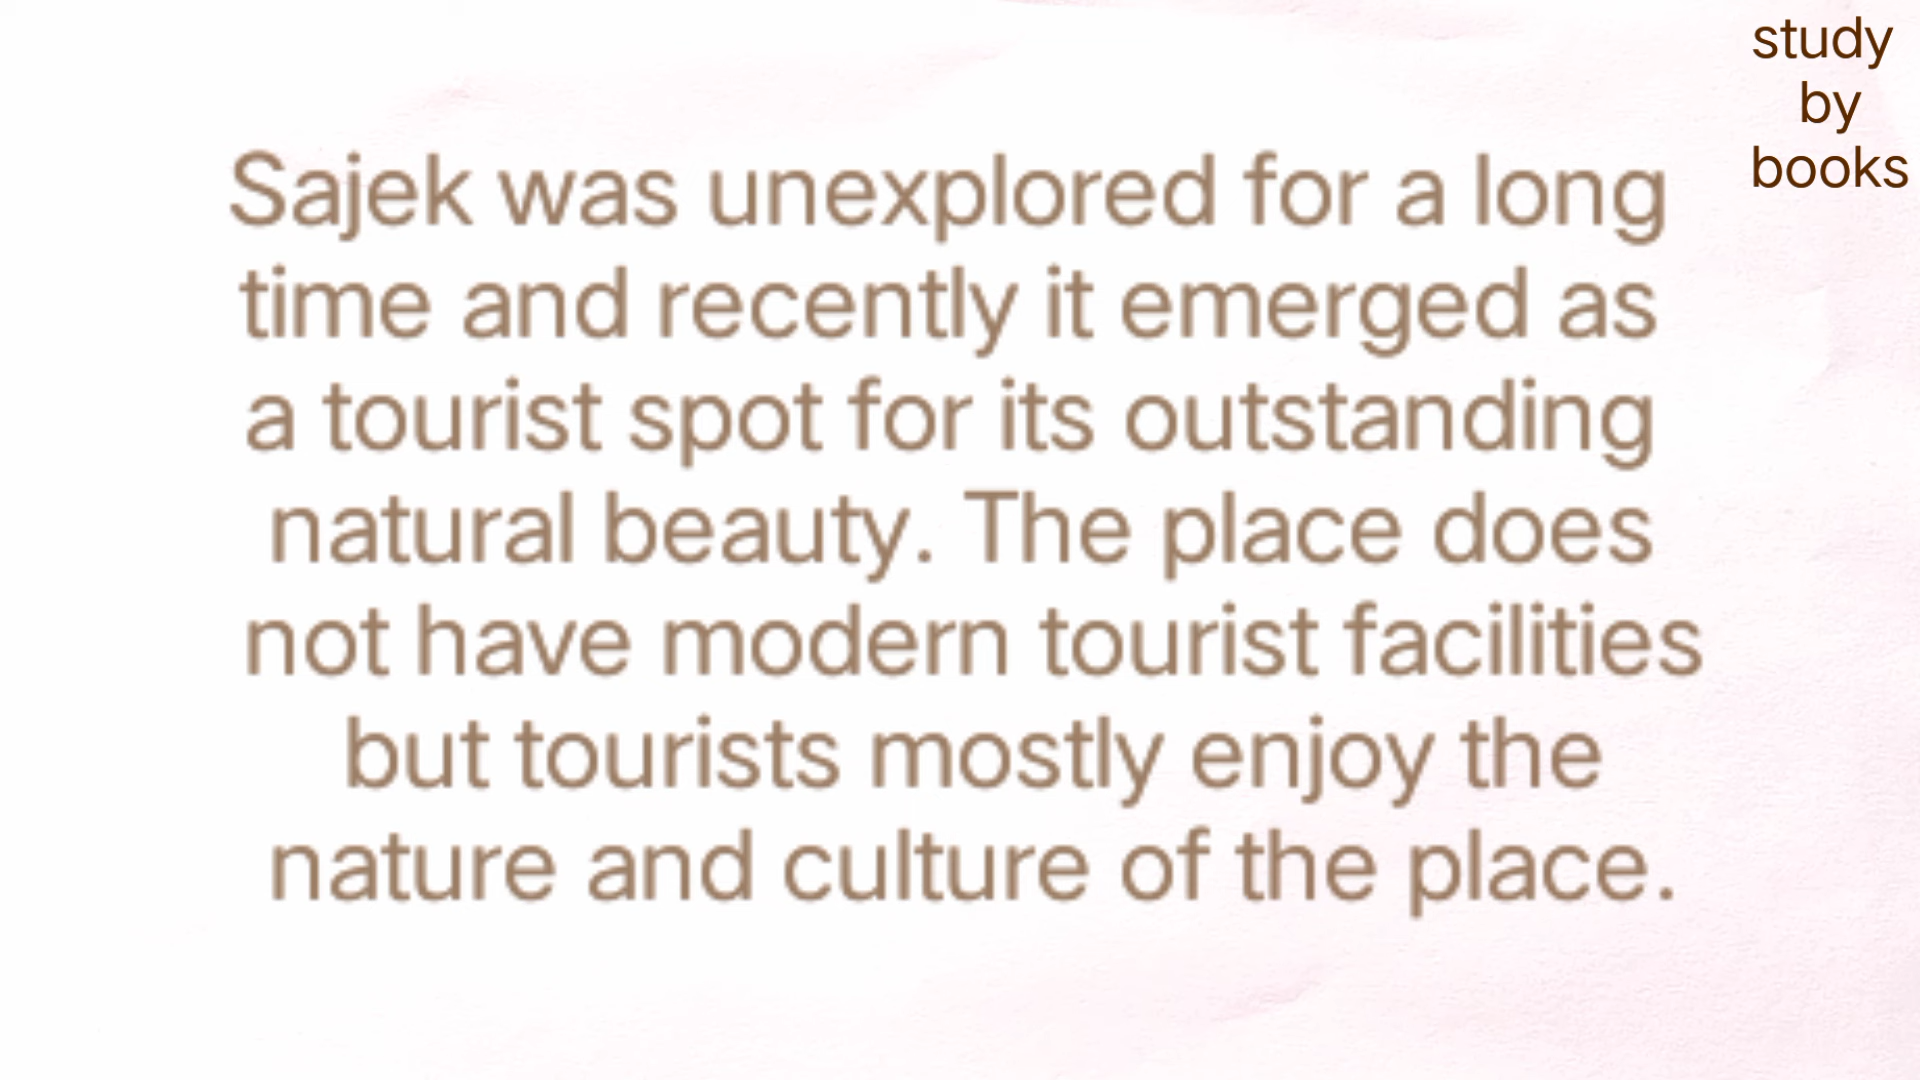 study
by
books
Sajek was unexplored for a long
time and recently it emerged as
a tourist spot for its outstanding
natural beauty. The place does
not have modern tourist facilities
but tourists mostly enjoy the
nature and culture of the place.